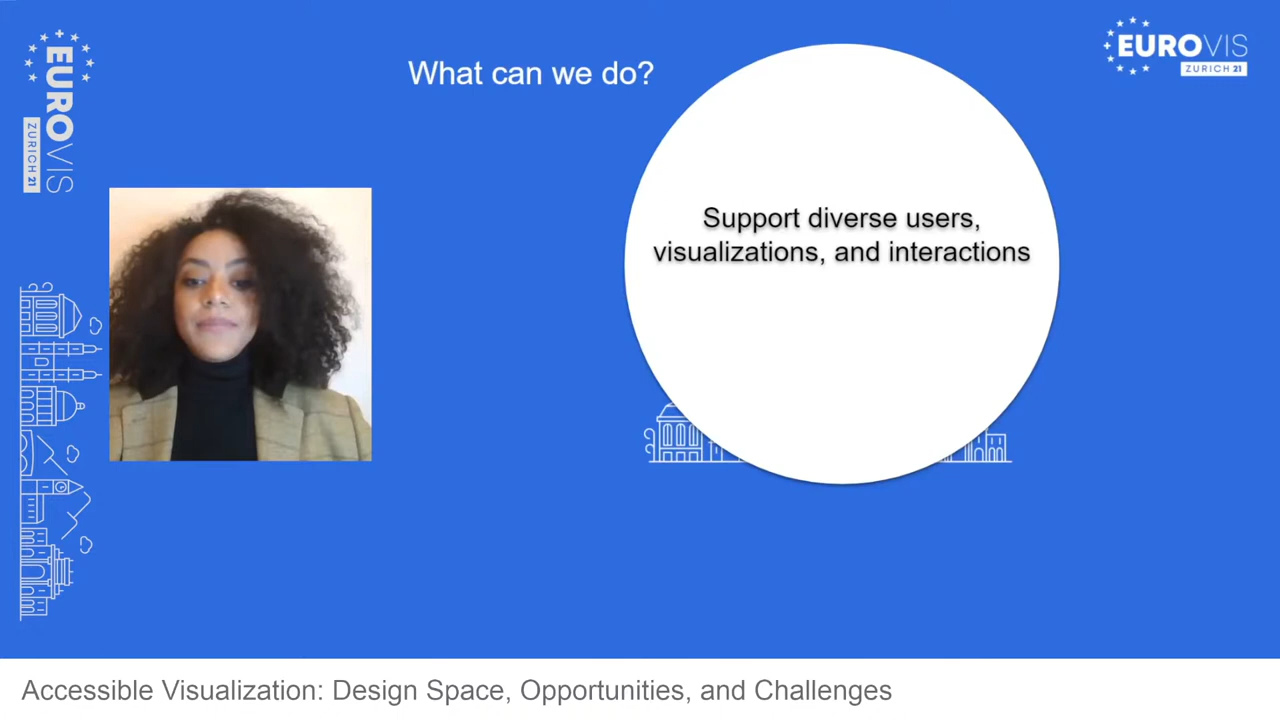 What can we do?
EUROVIS
ZURICH 21
EUROVIS
ZURICH 21
Support diverse users,
visualizations, and interactions
Accessible Visualization: Design Space, Opportunities, and Challenges